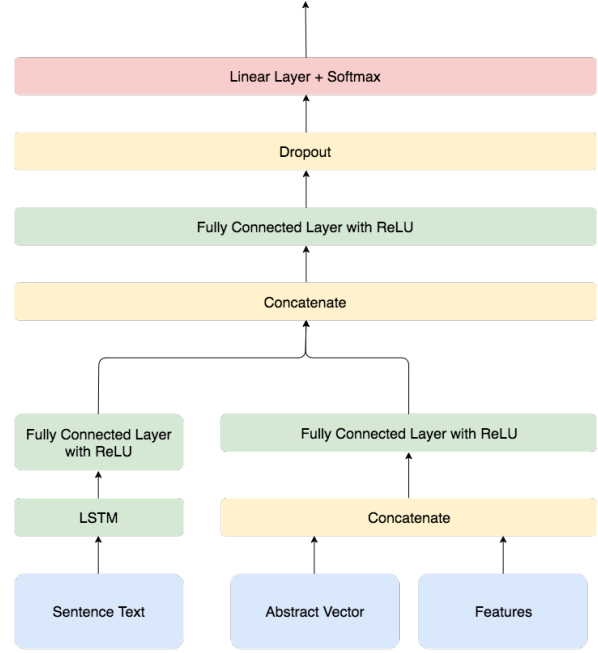 Linear Layer + Softmax
Dropout
Fully Connected Layer with ReLU
Concatenate
Fully Connected Layer
with ReLU
Fully Connected Layer with ReLU
LSTM
Concatenate
Sentence Text
Abstract Vector
Features